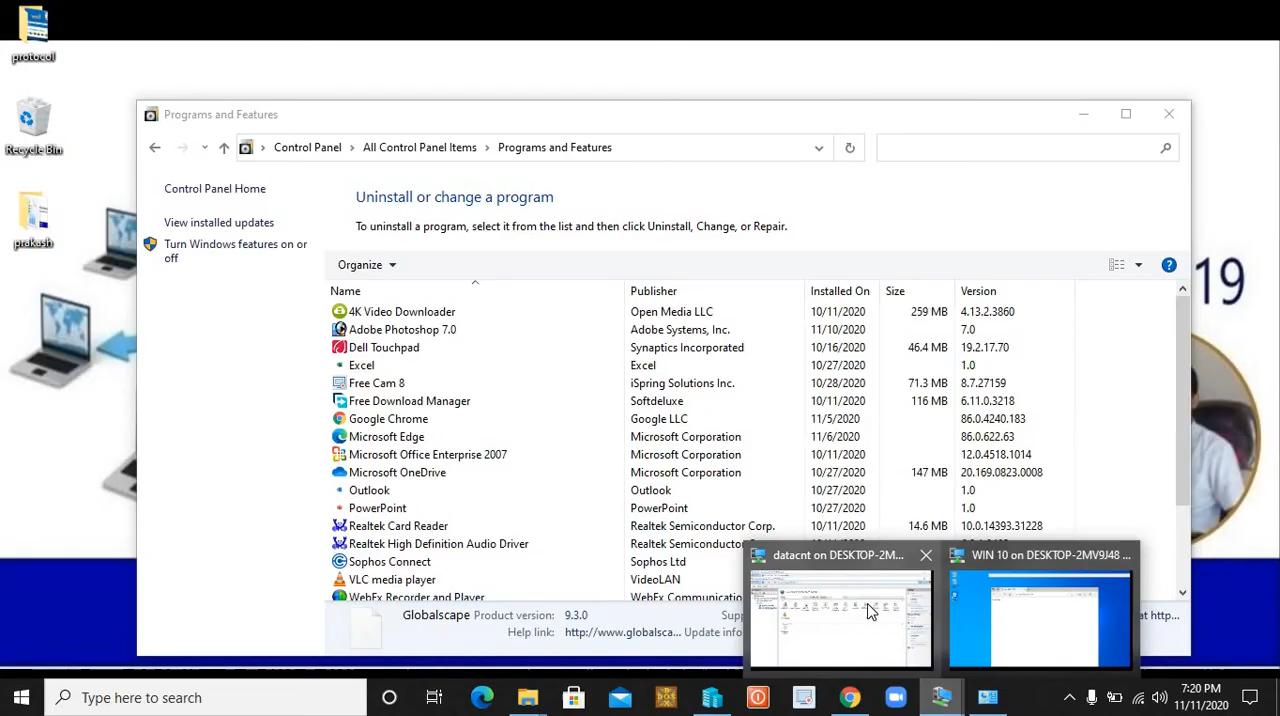 protocol
Recycle Bin
prakash
19
Programs and Features
Control Panel > All Control Panel Items > Programs and Features
Control Panel Home
View installed updates
Turn Windows features on or
off
Uninstall or change a program
To uninstall a program, select it from the list and then click Uninstall, Change, or Repair.
Organize
Name Publisher Installed On Size Version
4K Video Downloader Open Media LLC 10/11/2020 259 MB 4.13.2.3860
Adobe Photoshop 7.0 Adobe Systems, Inc. 11/10/2020 7.0
Dell Touchpad Synaptics Incorporated 10/16/2020 46.4 MB 19.2.17.70
Excel Excel 10/27/2020 1.0
Free Cam 8 iSpring Solutions Inc. 10/28/2020 71.3 MB 8.7.27159
Free Download Manager Softdeluxe 10/11/2020 116 MB 6.11.0.3218
Google Chrome Google LLC 11/5/2020 86.0.4240.183
Microsoft Edge Microsoft Corporation 11/6/2020 86.0.622.63
Microsoft Office Enterprise 2007 Microsoft Corporation 10/11/2020 12.0.4518.1014
Microsoft OneDrive Microsoft Corporation 10/27/2020 147 MB 20.169.0823.0008
Outlook Outlook 10/27/2020 1.0
PowerPoint PowerPoint 10/27/2020 1.0
Realtek Card Reader Realtek Semiconductor Corp. 10/11/2020 14.6 MB 10.0.14393.31228
Realtek High Definition Audio Driver Realtek Semiconductor
Sophos Connect Sophos Ltd
VLC media player VideoLAN
WebEx Recorder and Player WebEx Communicatio
Globalscape Product version: 9.3.0 Supp
Help link: http://www.globalsca... Update info http...
datacnt on DESKTOP-2M...
WIN 10 on DESKTOP-2MV9J48 ...
Type here to search
DOS
7:20 PM
11/11/2020